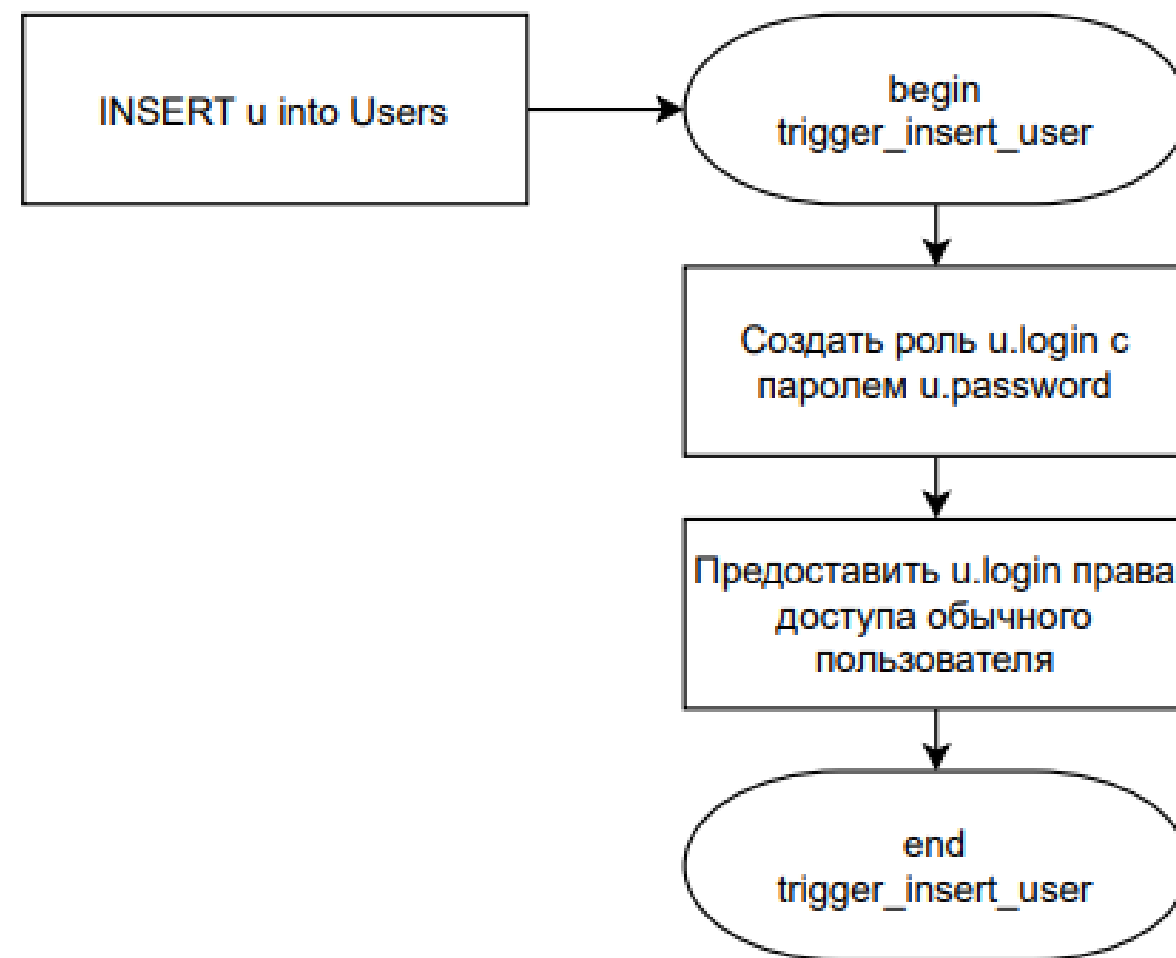 INSERT u into Users
begin
trigger_insert_user
Создать роль u.login с
паролем u.password
Предоставить u.login права
доступа обычного
пользователя
end
trigger_insert_user